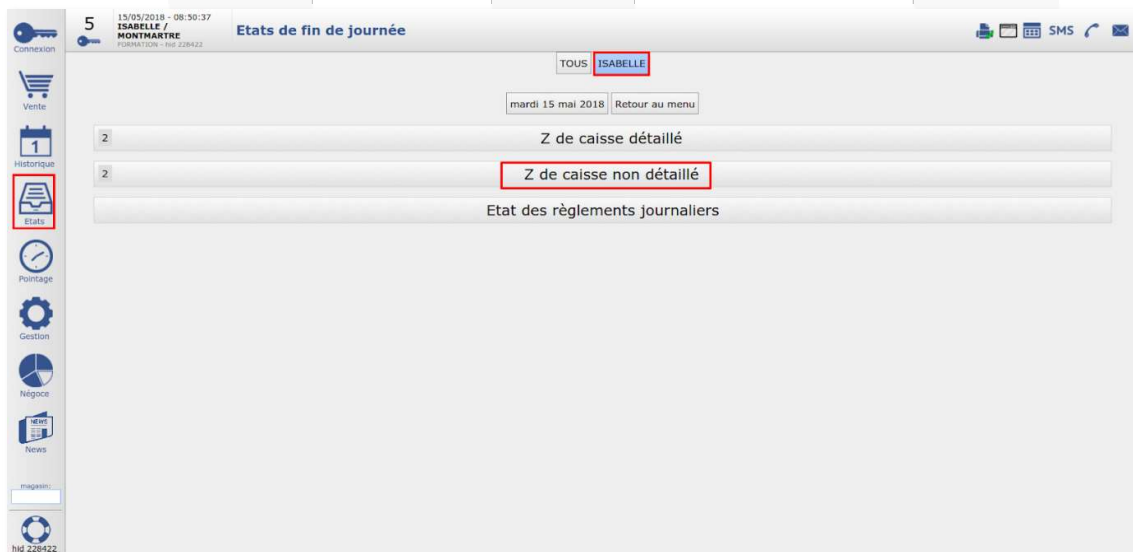 5
15/05/2018 - 08:50:37
ISABELLE /
MONTMARTRE
FORMATION - hid 228422
Etats de fin de journée
SMS
Connexion
TOUS ISABELLE
Vente
mardi 15 mai 2018 Retour au menu
2 Z de caisse détaillé
1
Historique
2 Z de caisse non détaillé
Etats
Etat des règlements journaliers
Pointage
Gestion
Négoce
NEWS
News
magasin:
hid 228422